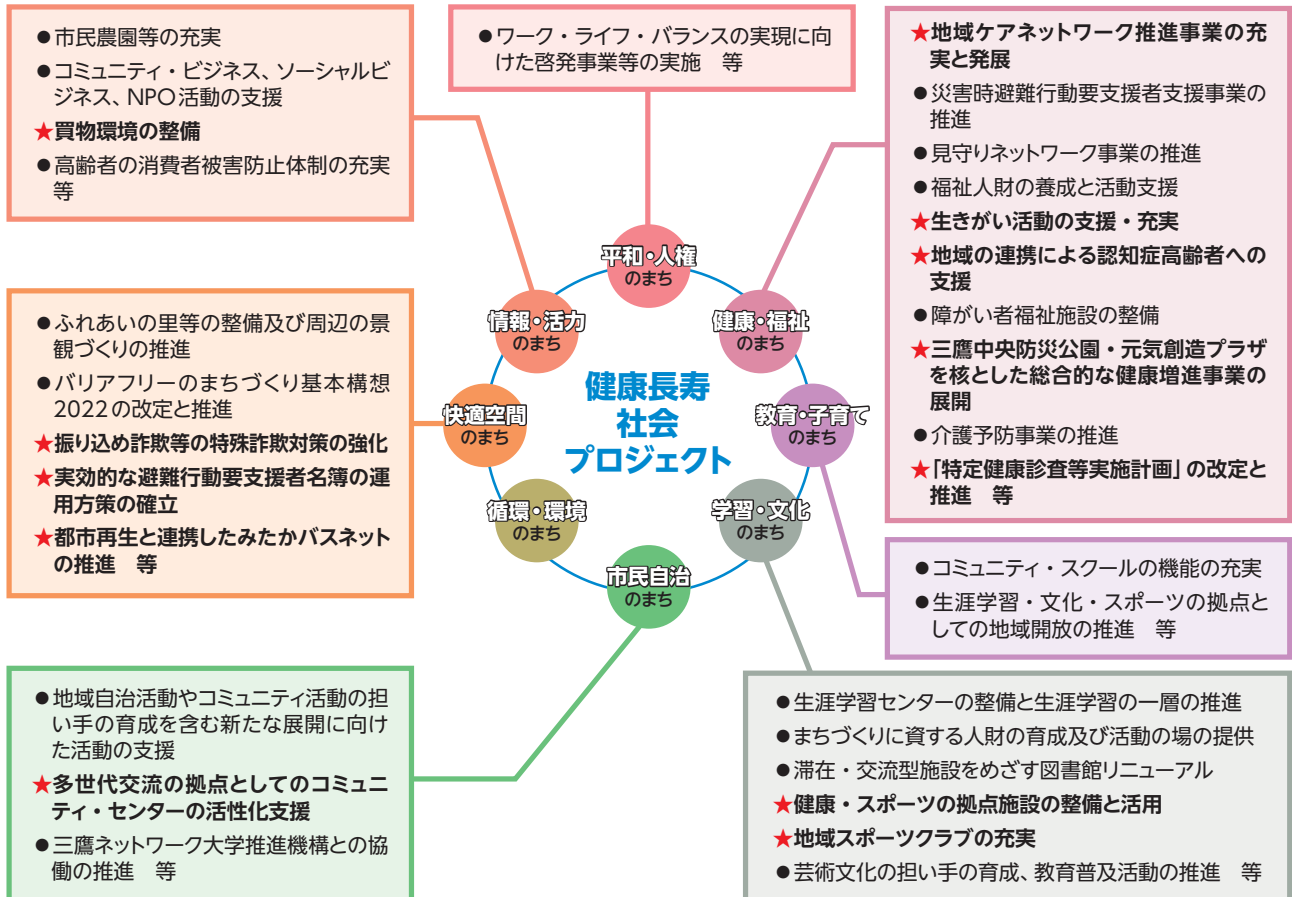 ●市民農園等の充実
●コミュニティ・ビジネス、ソーシャルビ
ジネス、NPO活動の支援
★買物環境の整備
●高齢者の消費者被害防止体制の充実
等
●ワーク・ライフ・バランスの実現に向
けた啓発事業等の実施　等
★地域ケアネットワーク推進事業の充
実と発展
●災害時避難行動要支援者支援事業の
推進
●見守りネットワーク事業の推進
●福祉人財の養成と活動支援
★生きがい活動の支援・充実
★地域の連携による認知症高齢者への
支援
●障がい者福祉施設の整備
★三鷹中央防災公園・元気創造プラザ
を核とした総合的な健康増進事業の
展開
●介護予防事業の推進
★「特定健康診査等実施計画」の改定と
推進　等
●ふれあいの里等の整備及び周辺の景
観づくりの推進
●バリアフリーのまちづくり基本構想
2022の改定と推進
★振り込め詐欺等の特殊詐欺対策の強化
★実効的な避難行動要支援者名簿の運
用方策の確立
★都市再生と連携したみたかバスネット
の推進　等
平和・人権
のまち
情報・活力
のまち
健康・福祉
のまち
快適空間
のまち
健康長寿
社会
プロジェクト
教育・子育て
のまち
循環・環境
のまち
学習・文化
のまち
市民自治
のまち
●コミュニティ・スクールの機能の充実
●生涯学習・文化・スポーツの拠点と
しての地域開放の推進　等
●地域自治活動やコミュニティ活動の担
い手の育成を含む新たな展開に向け
た活動の支援
★多世代交流の拠点としてのコミュニ
ティ・センターの活性化支援
●三鷹ネットワーク大学推進機構との協
働の推進　等
●生涯学習センターの整備と生涯学習の一層の推進
●まちづくりに資する人財の育成及び活動の場の提供
●滞在・交流型施設をめざす図書館リニューアル
★健康・スポーツの拠点施設の整備と活用
★地域スポーツクラブの充実
●芸術文化の担い手の育成、教育普及活動の推進　等